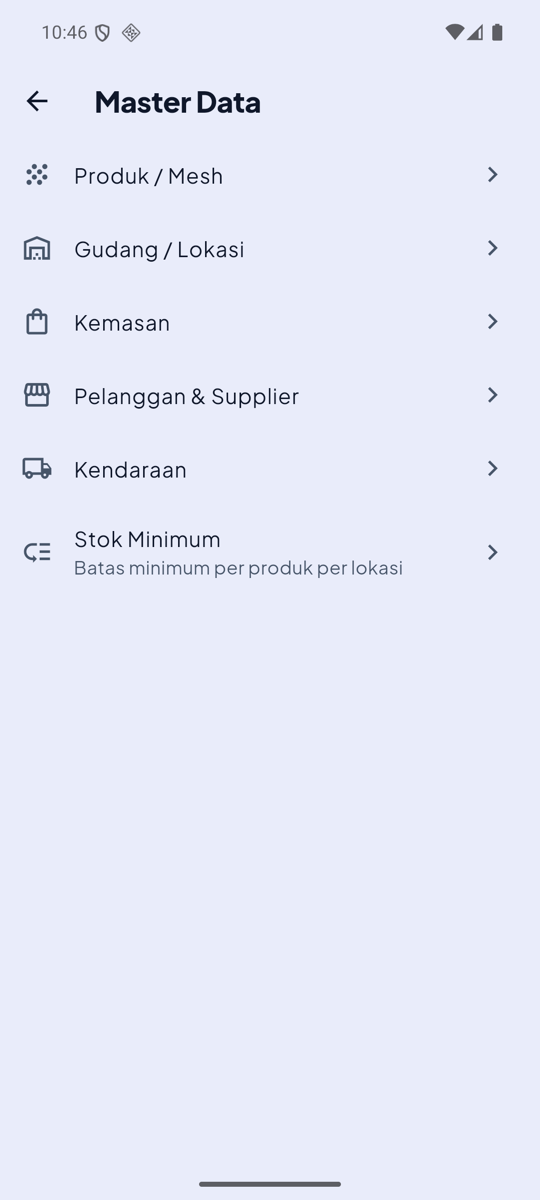 10:46
Master Data
Produk / Mesh
Gudang / Lokasi
Kemasan
Pelanggan & Supplier
Kendaraan
Stok Minimum
Batas minimum per produk per lokasi